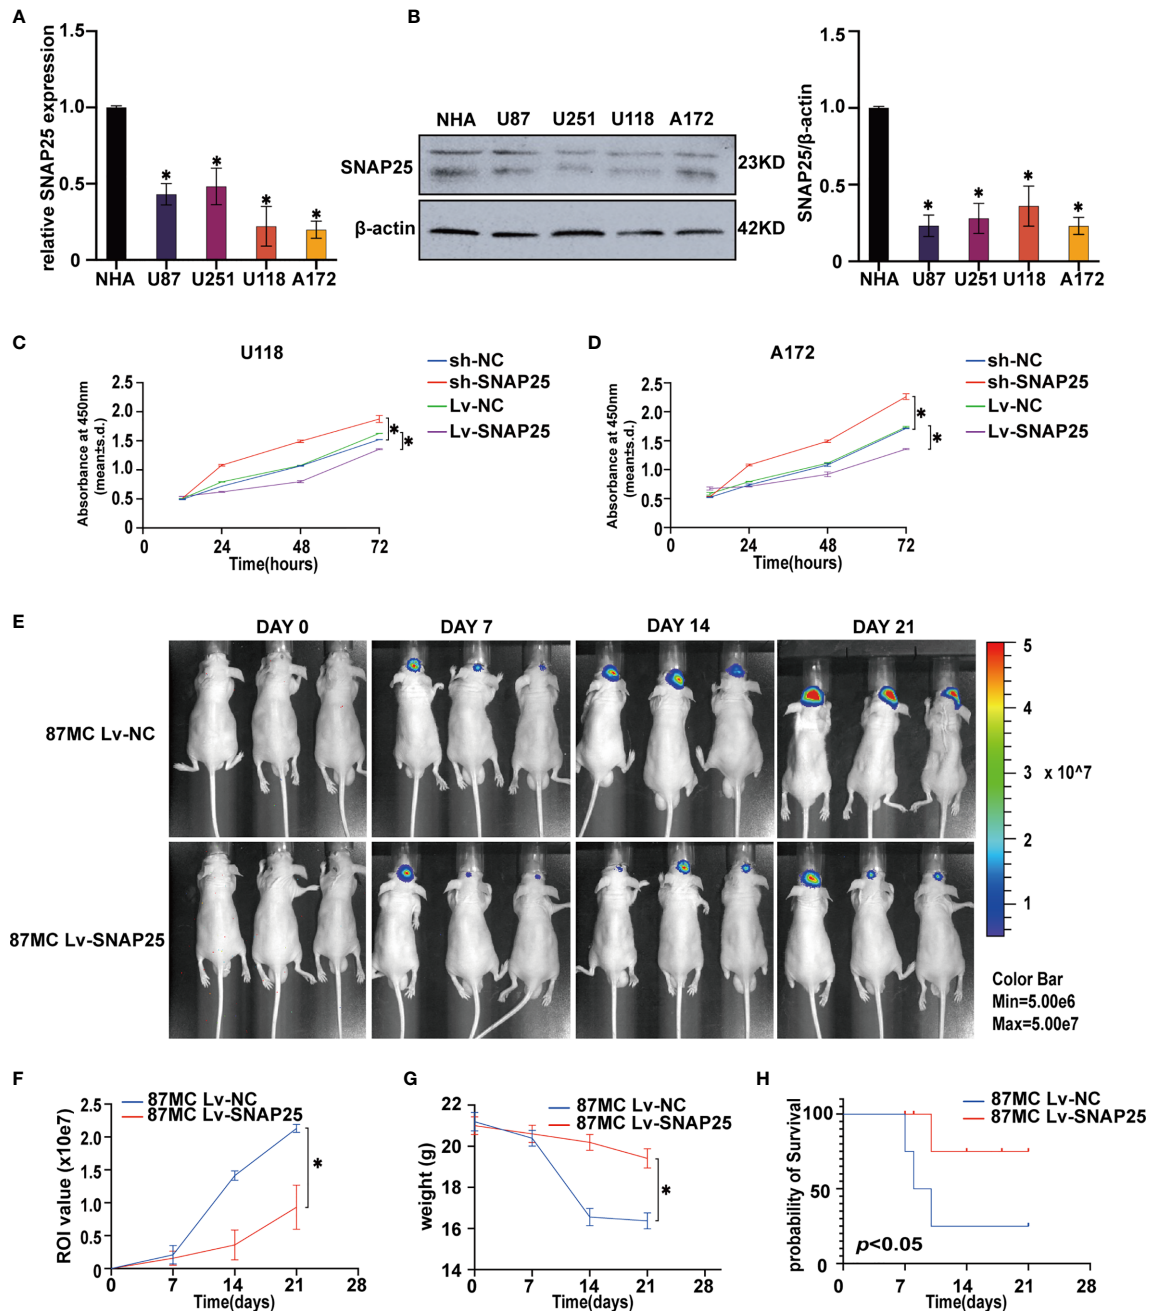 A
relative SNAP25 expression
1.5
1.0
0.5
0
* * * *
NHA U87 U251 U118 A172
B
NHA U87 U251 U118 A172
SNAP25
23KD
β-actin
42KD
SNAP25/β-actin
1.5
1.0
0.5
0
* * * *
NHA U87 U251 U118 A172
C
U118
sh-NC
sh-SNAP25
Lv-NC
Lv-SNAP25
Absorbance at 450nm
(mean±s.d.)
2.5
2.0
1.5
1.0
0.5
0
* *
0 24 48 72
Time(hours)
D
A172
sh-NC
sh-SNAP25
Lv-NC
Lv-SNAP25
Absorbance at 450nm
(mean±s.d.)
2.5
2.0
1.5
1.0
0.5
0
*
*
0 24 48 72
Time(hours)
E
DAY 0 DAY 7 DAY 14 DAY 21
87MC Lv-NC
87MC Lv-SNAP25
5
4
3
2
1
x 10^7
Color Bar
Min=5.00e6
Max=5.00e7
F
87MC Lv-NC
87MC Lv-SNAP25
ROI value (x10e7)
2.5
2.0
1.5
1.0
0.5
0
*
0 7 14 21 28
Time(days)
G
87MC Lv-NC
87MC Lv-SNAP25
weight (g)
22
20
18
16
14
*
0 7 14 21 28
Time(days)
H
87MC Lv-NC
87MC Lv-SNAP25
probability of Survival
100
50
0
p<0.05
0 7 14 21 28
Time(days)